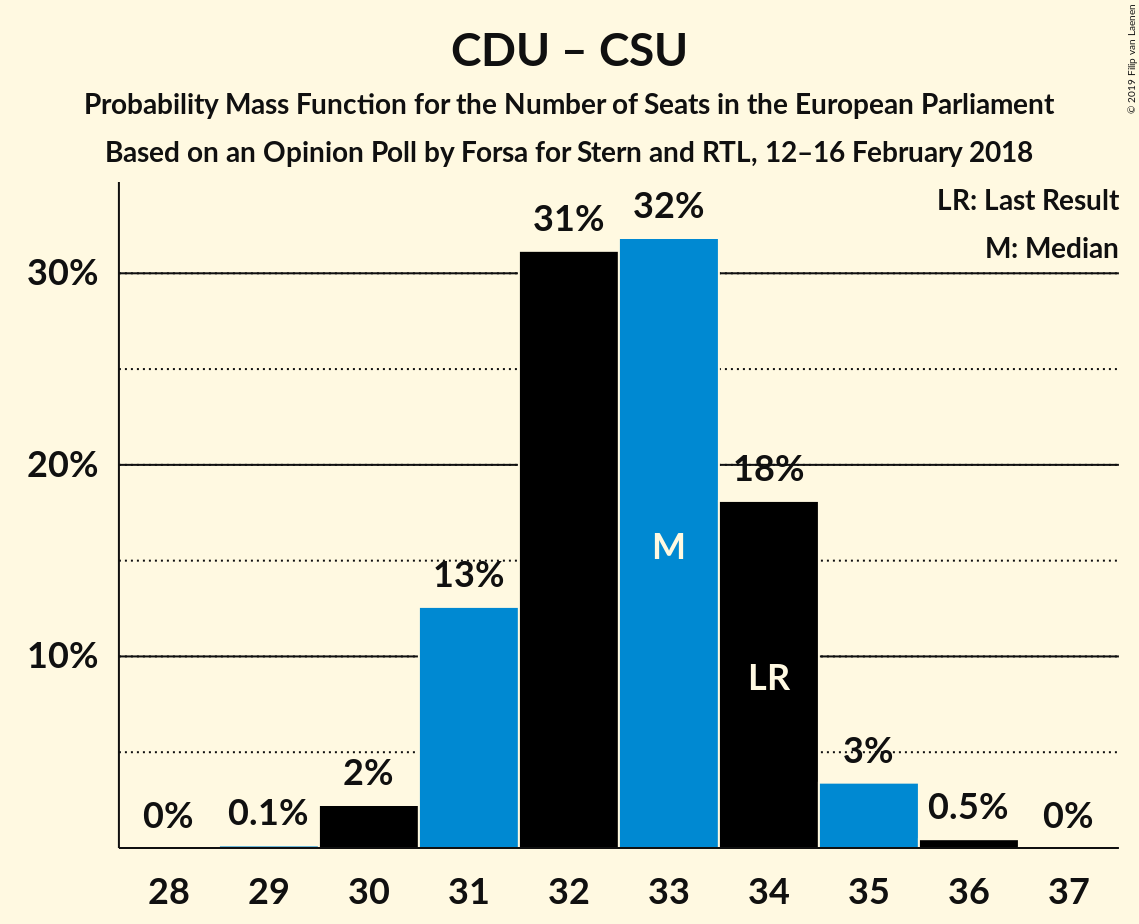 CDU – CSU
Probability Mass Function for the Number of Seats in the European Parliament
Based on an Opinion Poll by Forsa for Stern and RTL, 12–16 February 2018
© 2019 Filip van Laenen
LR: Last Result
M: Median
30%
20%
10%
0%
0.1%
2%
13%
31%
32%
18%
3%
0.5%
0%
M
LR
28 29 30 31 32 33 34 35 36 37